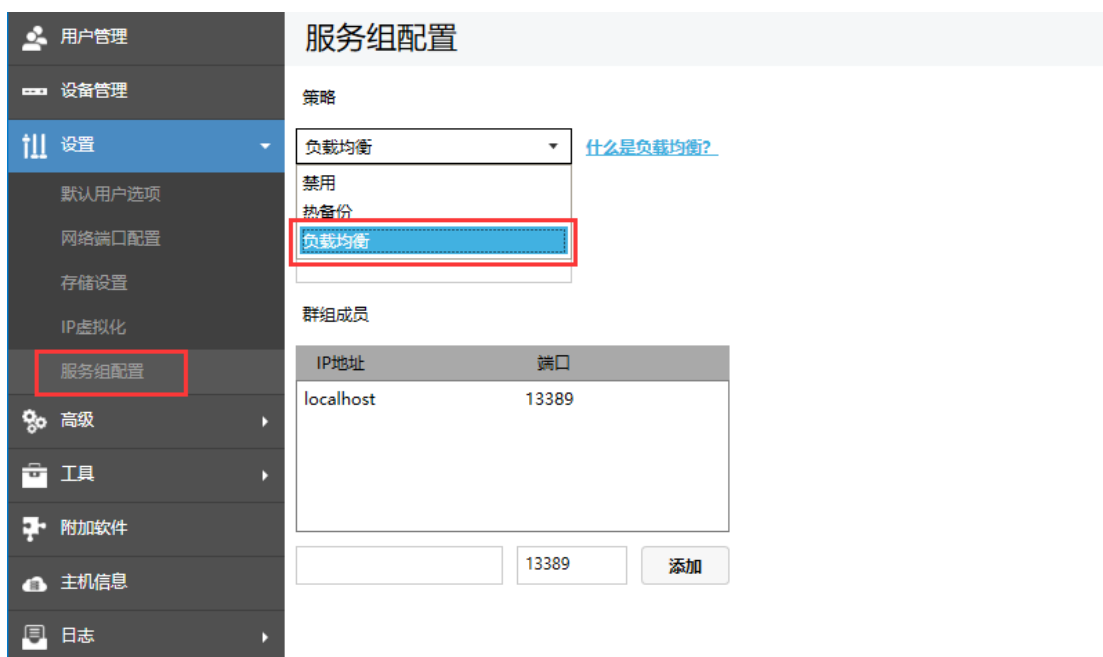 用户管理
设备管理
设置
默认用户选项
网络端口配置
存储设置
IP虚拟化
服务组配置
高级
工具
附加软件
主机信息
日志
服务组配置
策略
负载均衡
什么是负载均衡?
禁用
热备份
负载均衡
群组成员
IP地址 端口
localhost 13389
13389 添加